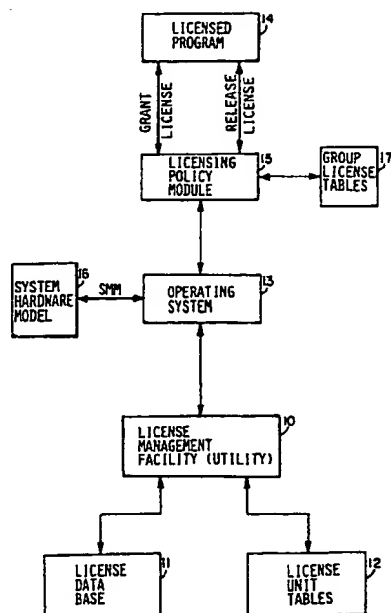 LICENSED
PROGRAM
14
GRANT
LICENSE
RELEASE
LICENSE
LICENSING
POLICY
MODULE
15
GROUP
LICENSE
TABLES
17
SYSTEM
HARDWARE
MODEL
16
SMM
OPERATING
SYSTEM
13
LICENSE
MANAGEMENT
FACILITY (UTILITY)
10
LICENSE
DATA
BASE
11
LICENSE
UNIT
TABLES
12